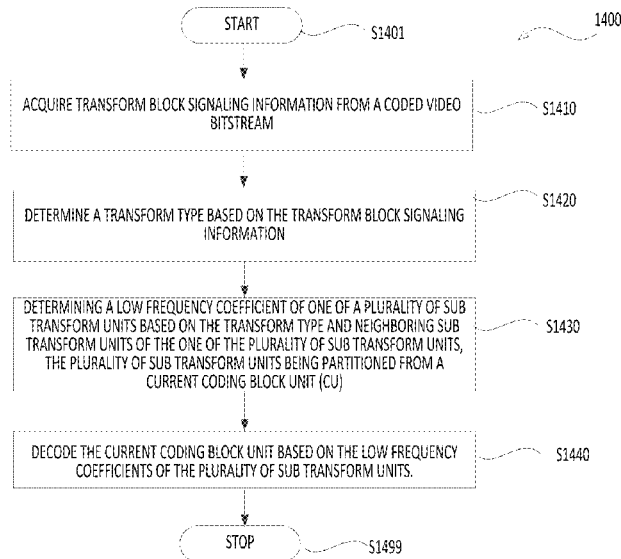 START
S1401
1400
ACQUIRE TRANSFORM BLOCK SIGNALING INFORMATION FROM A CODED VIDEO
BITSTREAM
S1410
DETERMINE A TRANSFORM TYPE BASED ON THE TRANSFORM BLOCK SIGNALING
INFORMATION
S1420
DETERMINING A LOW FREQUENCY COEFFICIENT OF ONE OF A PLURALITY OF SUB
TRANSFORM UNITS BASED ON THE TRANSFORM TYPE AND NEIGHBORING SUB
TRANSFORM UNITS OF THE ONE OF THE PLURALITY OF SUB TRANSFORM UNITS,
THE PLURALITY OF SUB TRANSFORM UNITS BEING PARTITIONED FROM A
CURRENT CODING BLOCK UNIT (CU)
S1430
DECODE THE CURRENT CODING BLOCK UNIT BASED ON THE LOW FREQUENCY
COEFFICIENTS OF THE PLURALITY OF SUB TRANSFORM UNITS.
S1440
STOP
S1499